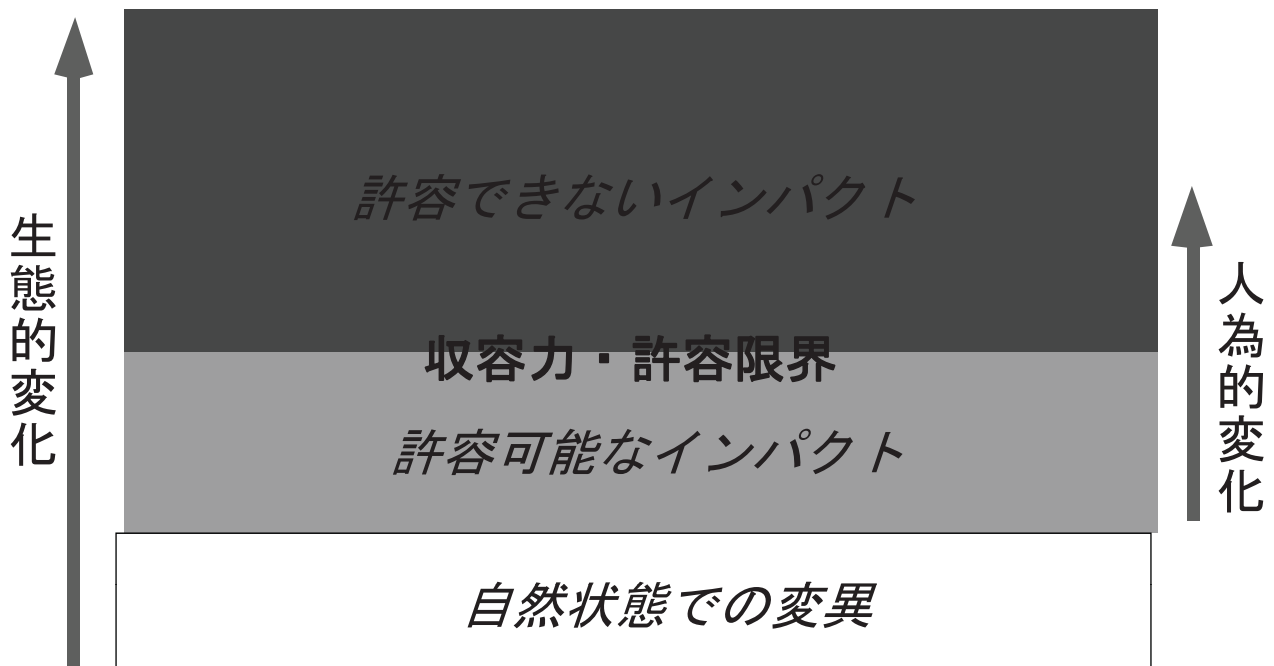 生態的変化
許容できないインパクト
収容力・許容限界
許容可能なインパクト
自然状態での変異
人為的変化